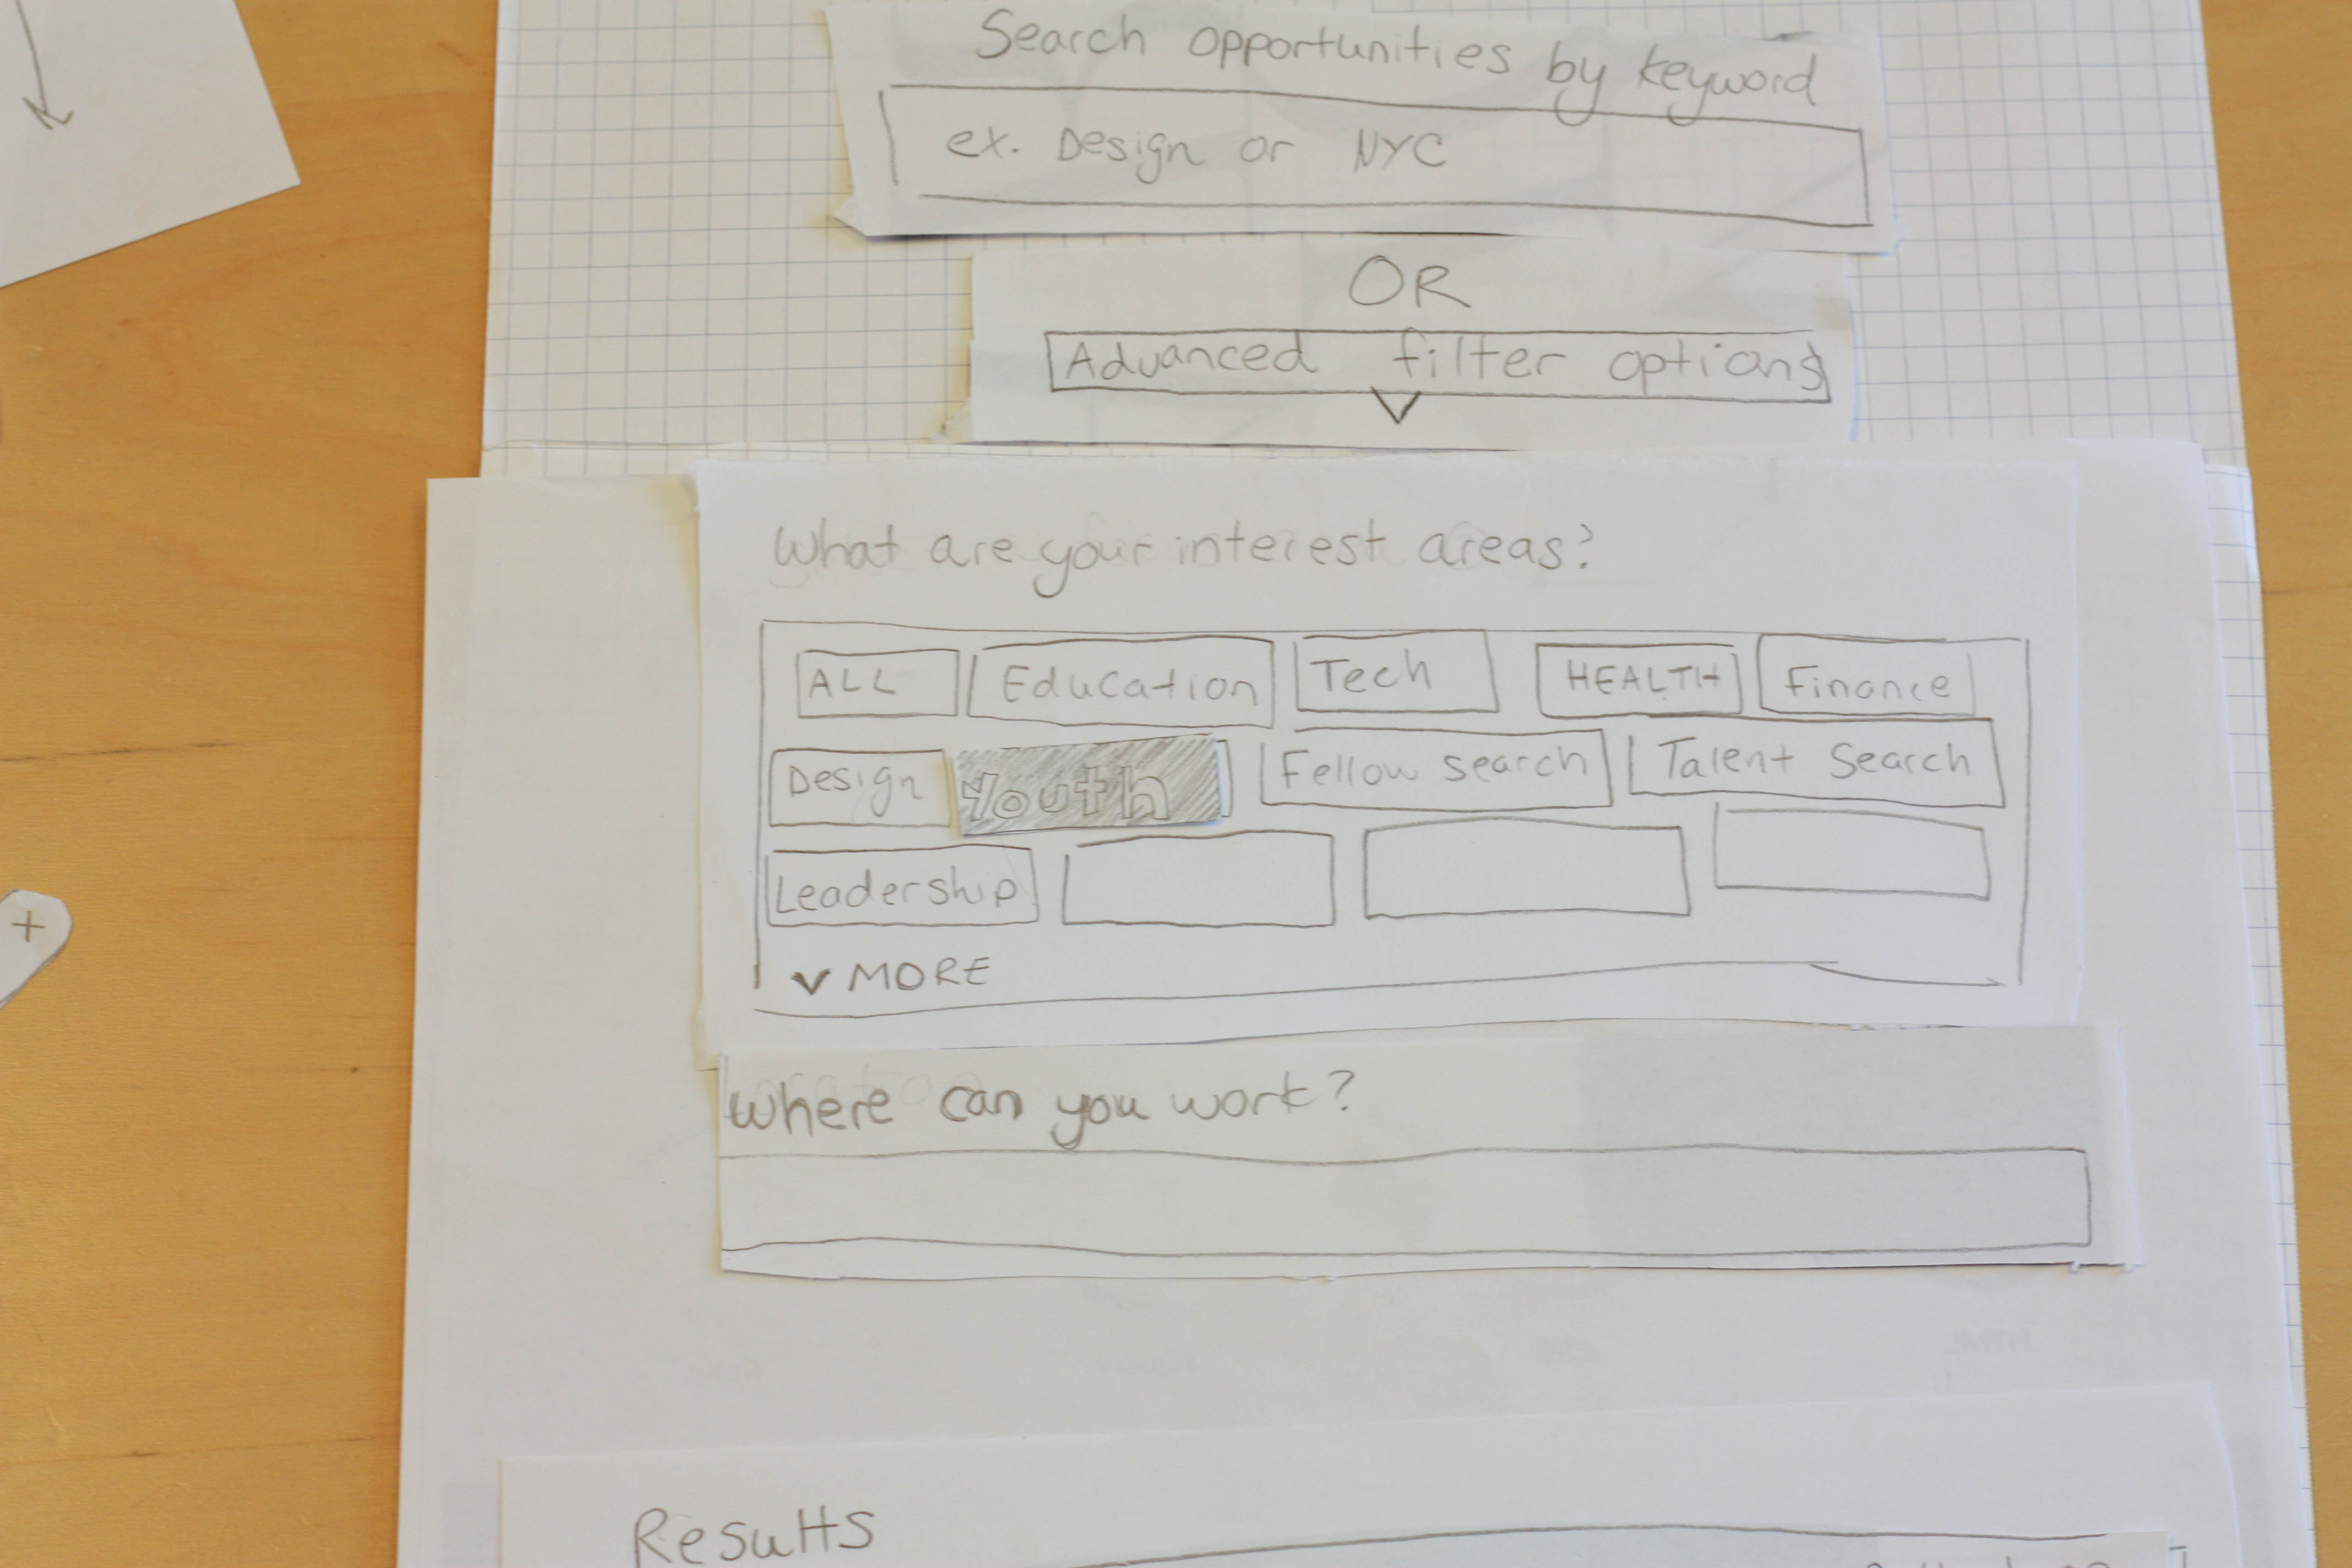 Search opportunities by keyword
ex. Design or NYC
OR
Advanced filter options
What are your interest areas?
ALL Education Tech HEALTH Finance
Design Youth Fellow search Talent Search
Leadership
V MORE
Where can you work?
Results
+